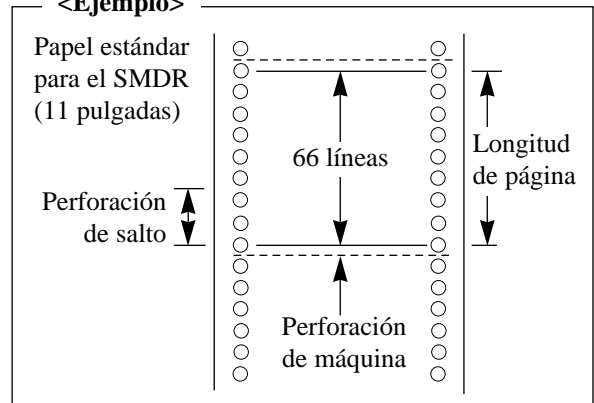 <Ejemplo>
Papel estándar
para el SMDR
(11 pulgadas)
66 líneas
Longitud
de página
Perforación
de salto
Perforación
de máquina